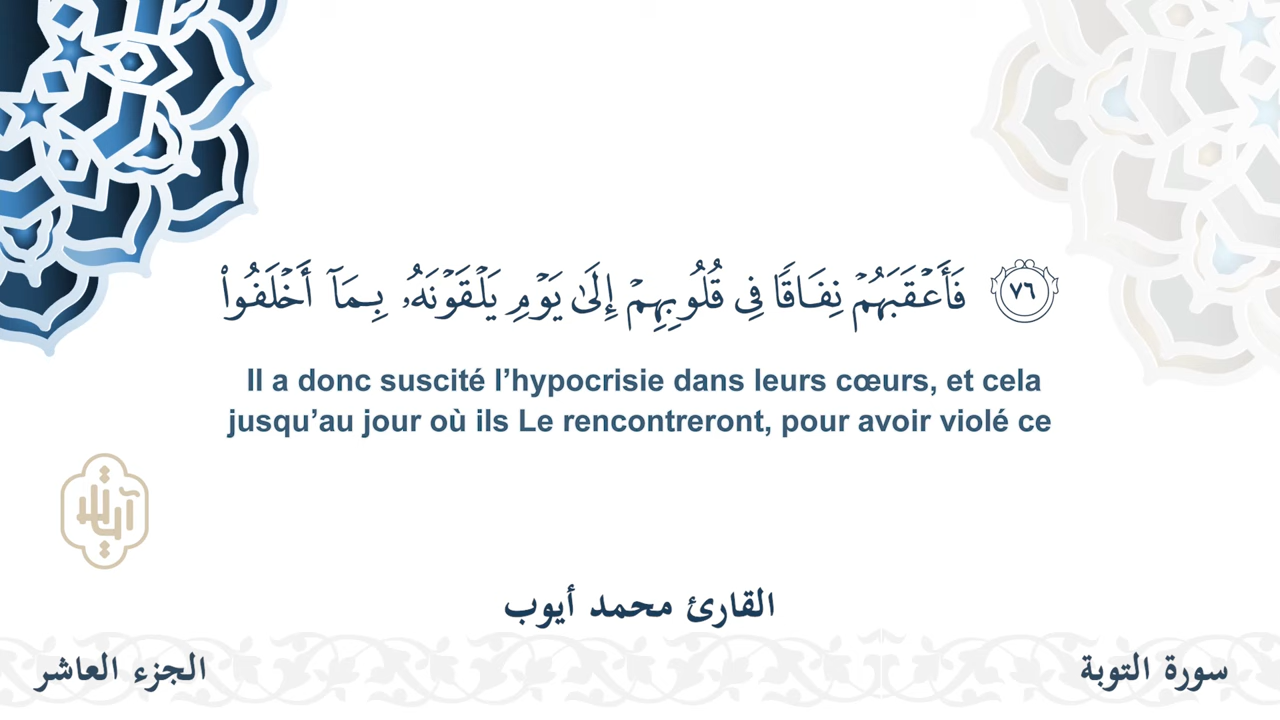 ٧٦ فَأَعۡقَبَهُمۡ نِفَاقٗا فِي قُلُوبِهِمۡ إِلَىٰ يَوۡمِ يَلۡقَوۡنَهُۥ بِمَآ أَخۡلَفُواْ
Il a donc suscité l’hypocrisie dans leurs cœurs, et cela
jusqu’au jour où ils Le rencontreront, pour avoir violé ce
القارئ محمد أيوب
سورة التوبة
الجزء العاشر